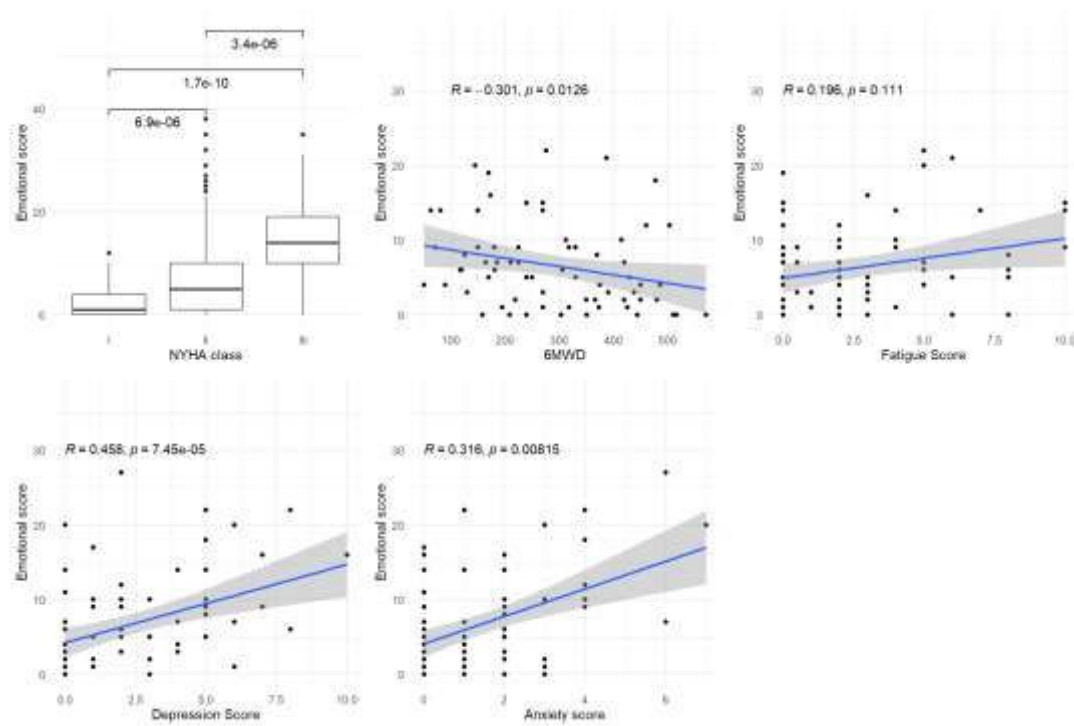 3.4e-06
1.7e-10
6.9e-06
Emotional score
40
20
0
I
II
III
NYHA class
R = −0.301, p = 0.0126
Emotional score
30
20
10
0
100
200
300
400
500
6MWD
R = 0.196, p = 0.111
Emotional score
30
20
10
0
0.0
2.5
5.0
7.5
10.0
Fatigue Score
R = 0.458, p = 7.45e-05
Emotional score
30
20
10
0
0.0
2.5
5.0
7.5
10.0
Depression Score
R = 0.316, p = 0.00815
Emotional score
30
20
10
0
0
2
4
6
Anxiety score